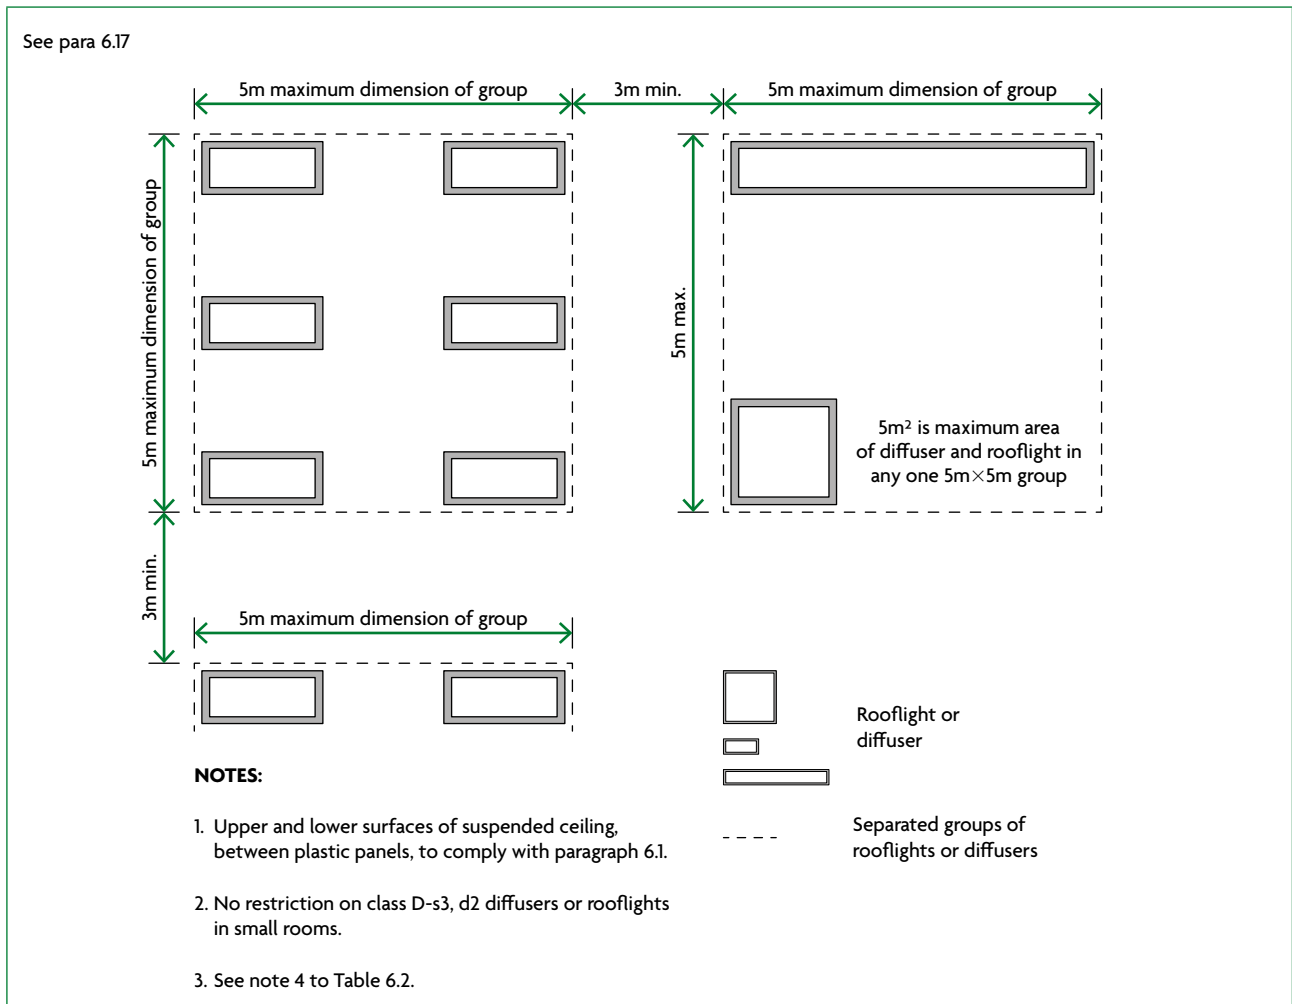 See para 6.17
5m maximum dimension of group
3m min.
5m maximum dimension of group
5m maximum dimension of group
5m max.
5m² is maximum area
of diffuser and rooflight in
any one 5m×5m group
3m min.
5m maximum dimension of group
Rooflight or
diffuser
Separated groups of
rooflights or diffusers
NOTES:
1. Upper and lower surfaces of suspended ceiling,
between plastic panels, to comply with paragraph 6.1.
2. No restriction on class D-s3, d2 diffusers or rooflights
in small rooms.
3. See note 4 to Table 6.2.